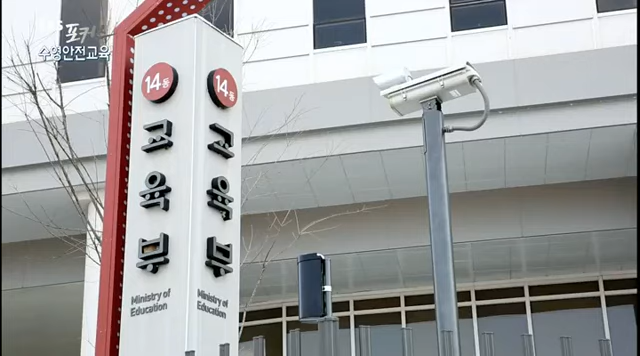 포커스
수영안전교육
14동
교육부
Ministry of
Education
14동
교육부
Ministry of
Education